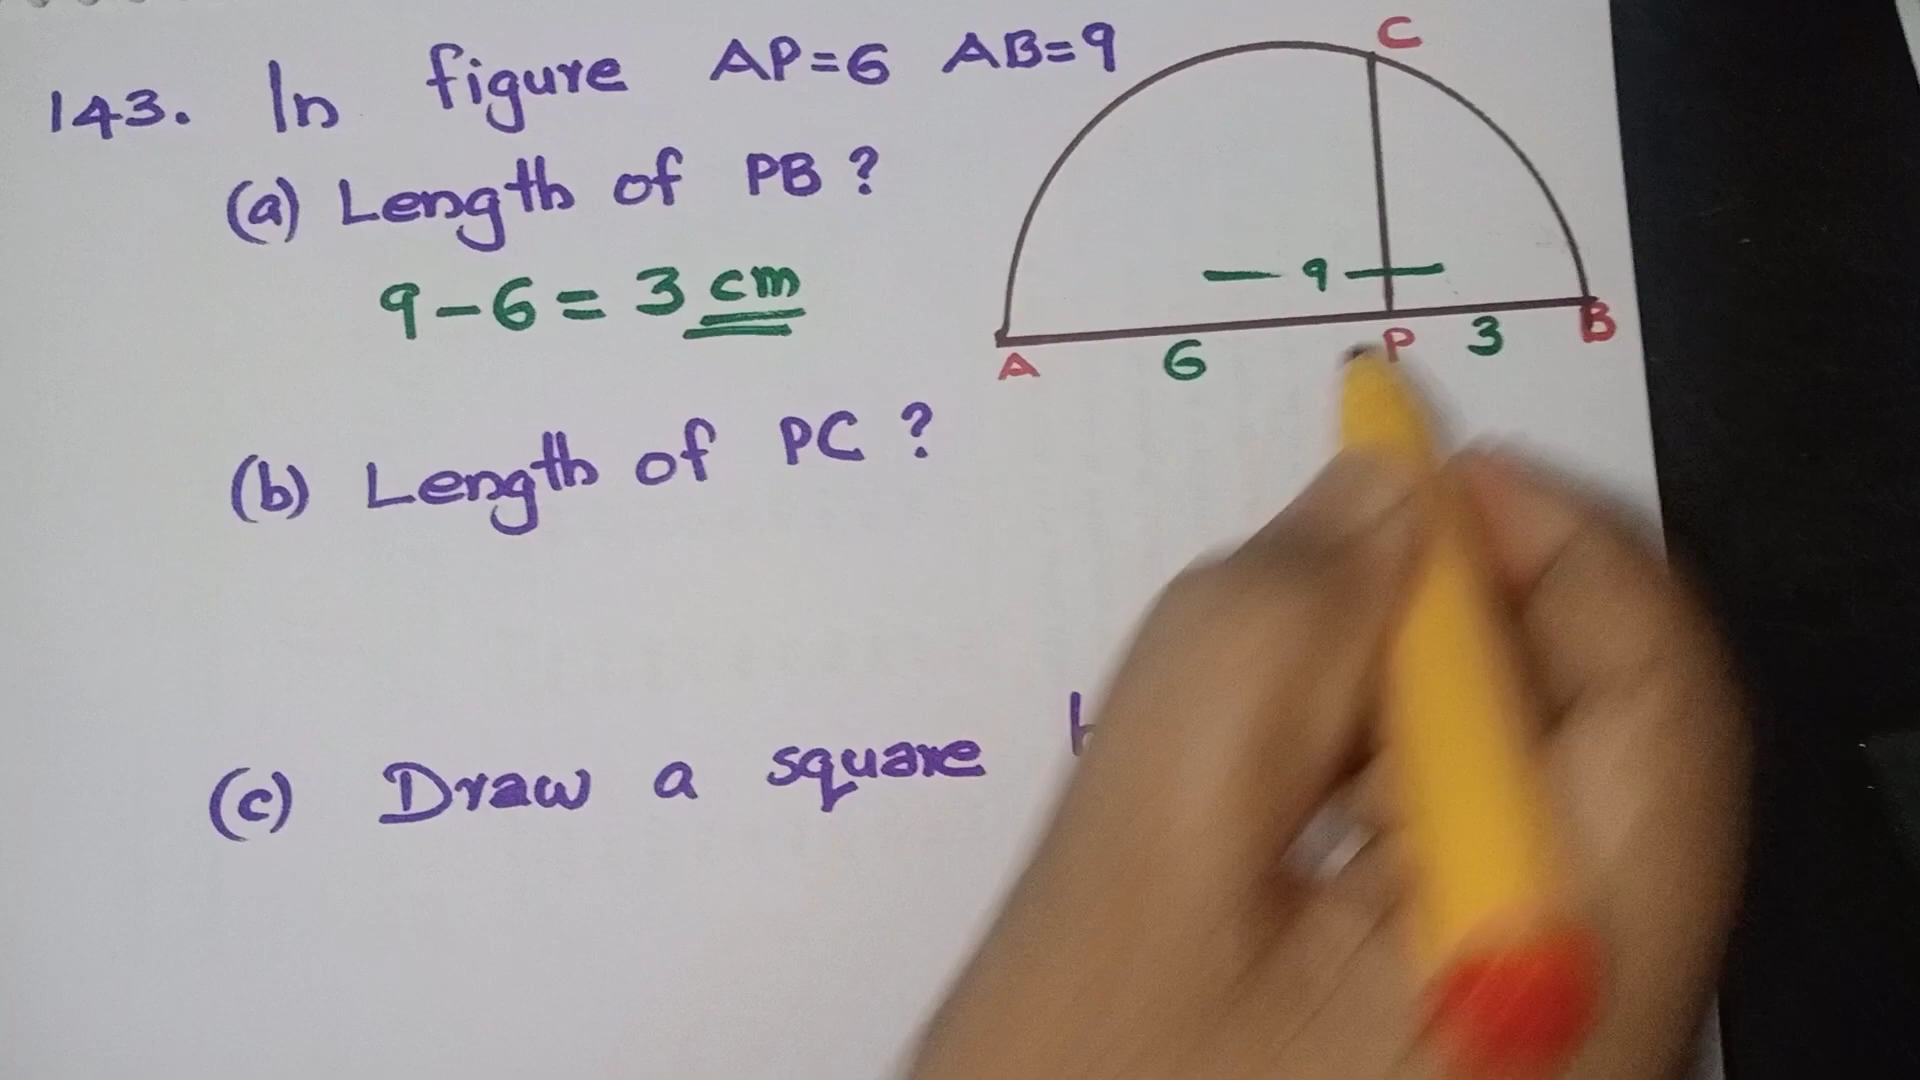 143. In figure AP=6 AB=9
(a) Length of PB ?
9-6=3 cm
(b) Length of PC ?
(c) Draw a square
C
9
A 6 P 3 B